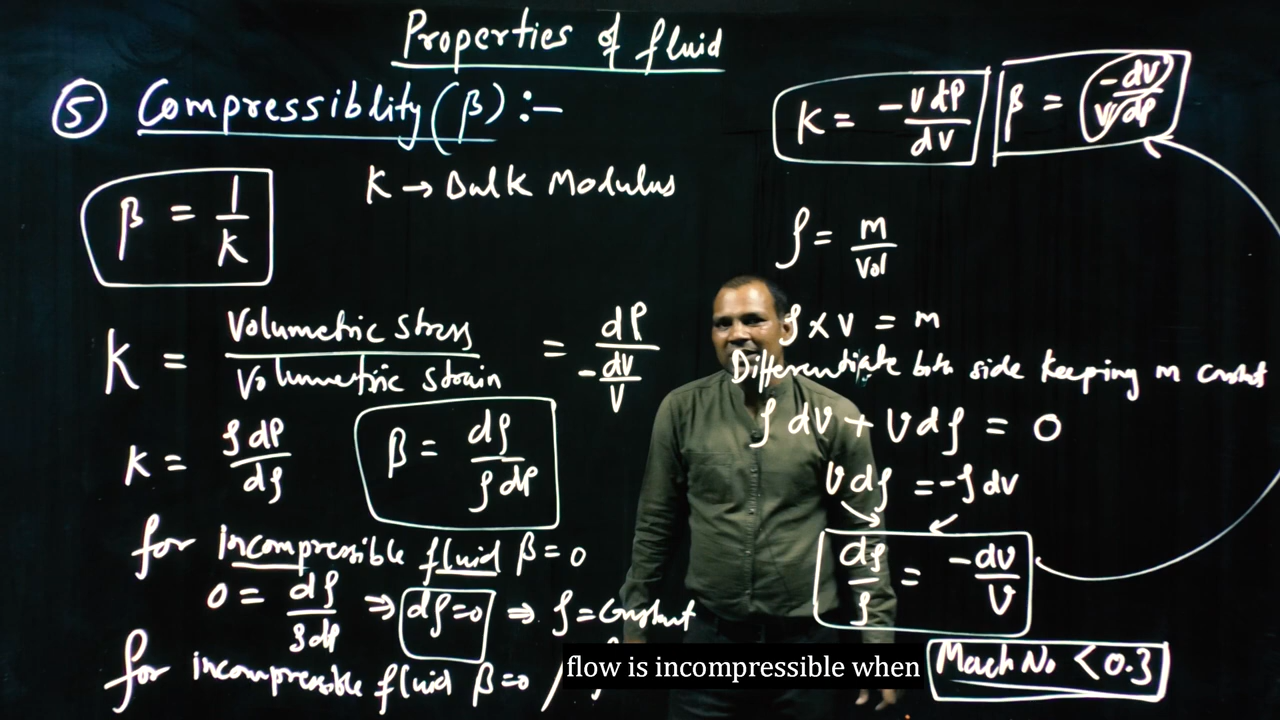 Properties of fluid
⑤ Compressiblity (β) :-
β = 1/K
K → Bulk Modulus
K = Volumetric Stress / Volumetric Strain = dP / -dV/V
K = ρdP/dρ
β = dρ/ρdP
for incompressible fluid β=0
0 = dρ/ρdP ⇒ dρ=0 ⇒ ρ=Constant
for incompressible fluid β=0 /
K = -VdP/dV
β = -dV/VdP
ρ = m/Vol
ρ x V = m
Differentiate both side keeping m constant
ρdV + Vdρ = 0
Vdρ = -ρdV
dρ/ρ = -dV/V
flow is incompressible when
Mach No < 0.3